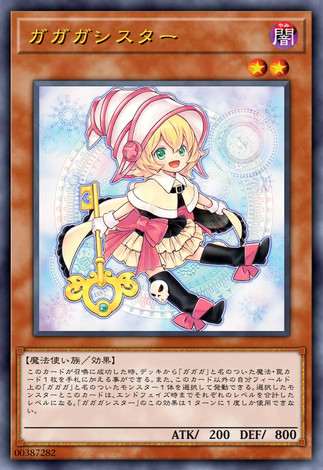 ガガガシスター
やみ
闇
【魔法使い族／効果】
このカードが召喚に成功した時、デッキから「ガガガ」と名のついた魔法・罠カ
ード１枚を手札に加える事ができる。また、このカード以外の自分フィールド
上の「ガガガ」と名のついたモンスター１体を選択して発動できる。選択したモ
ンスターとこのカードは、エンドフェイズ時までそれぞれのレベルを合計した
レベルになる。「ガガガシスター」のこの効果は１ターンに１度しか使用でき
ない。
ATK/ 200 DEF/ 800
00387282